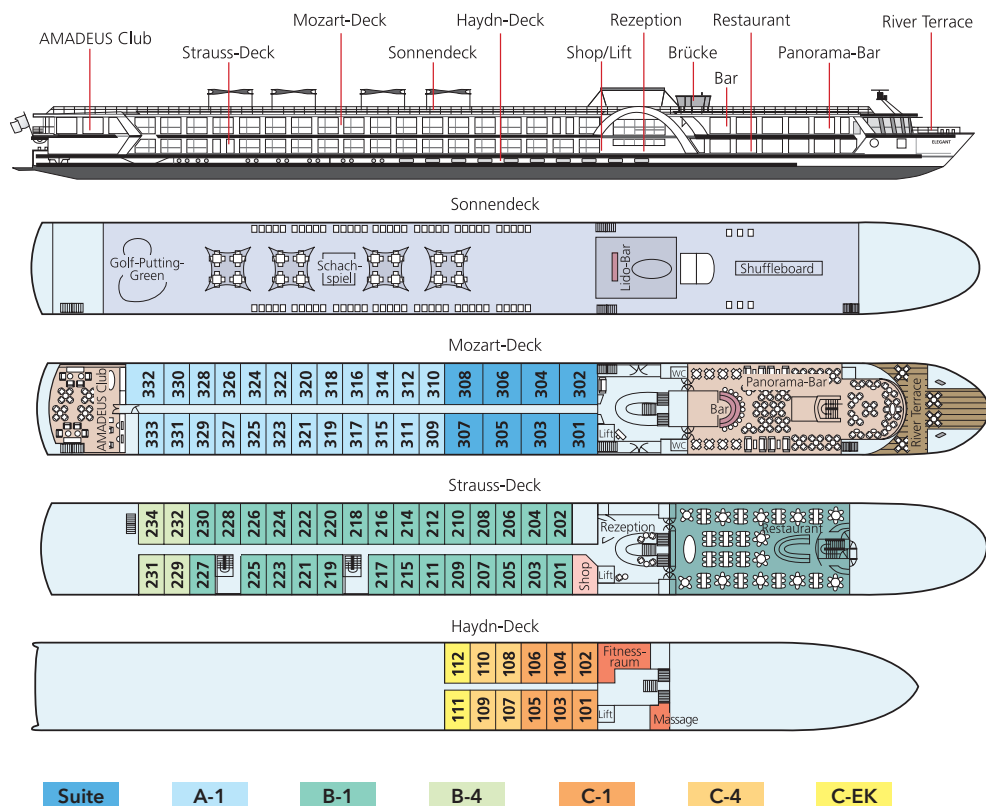 Mozart-Deck
Haydn-Deck
Rezeption
Restaurant
River Terrace
AMADEUS Club
Strauss-Deck
Sonnendeck
Shop/Lift
Brücke
Panorama-Bar
Bar
ELEGANT
Sonnendeck
Golf-Putting-
Green
Schach-
spiel
Lido-Bar
Shuffleboard
Mozart-Deck
AMADEUS Club
332 330 328 326 324 322 320 318 316 314 312 310 308 306 304 302
333 331 329 327 325 323 321 319 317 315 311 309 307 305 303 301
WC
Lift
WC
Bar
Panorama-Bar
River Terrace
Strauss-Deck
234 232 230 228 226 224 222 220 218 216 214 212 210 208 206 204 202
231 229 227 225 223 221 219 217 215 211 209 207 205 203 201
Shop
Rezeption
Lift
Restaurant
Haydn-Deck
112 110 108 106 104 102
111 109 107 105 103 101
Fitness-
raum
Lift
Massage
Suite A-1 B-1 B-4 C-1 C-4 C-EK